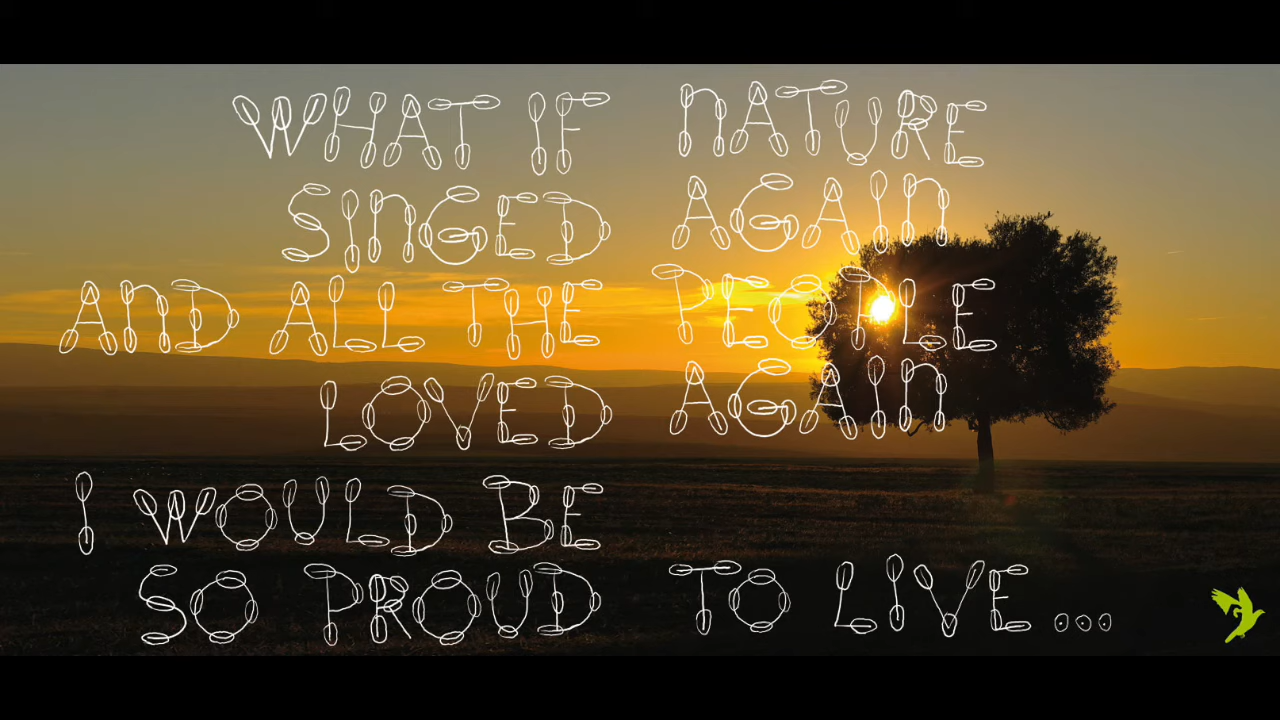 WHAT IF NATURE
SINGED AGAIN
AND ALL THE PEOPLE
LOVED AGAIN
I WOULD BE
SO PROUD TO LIVE...